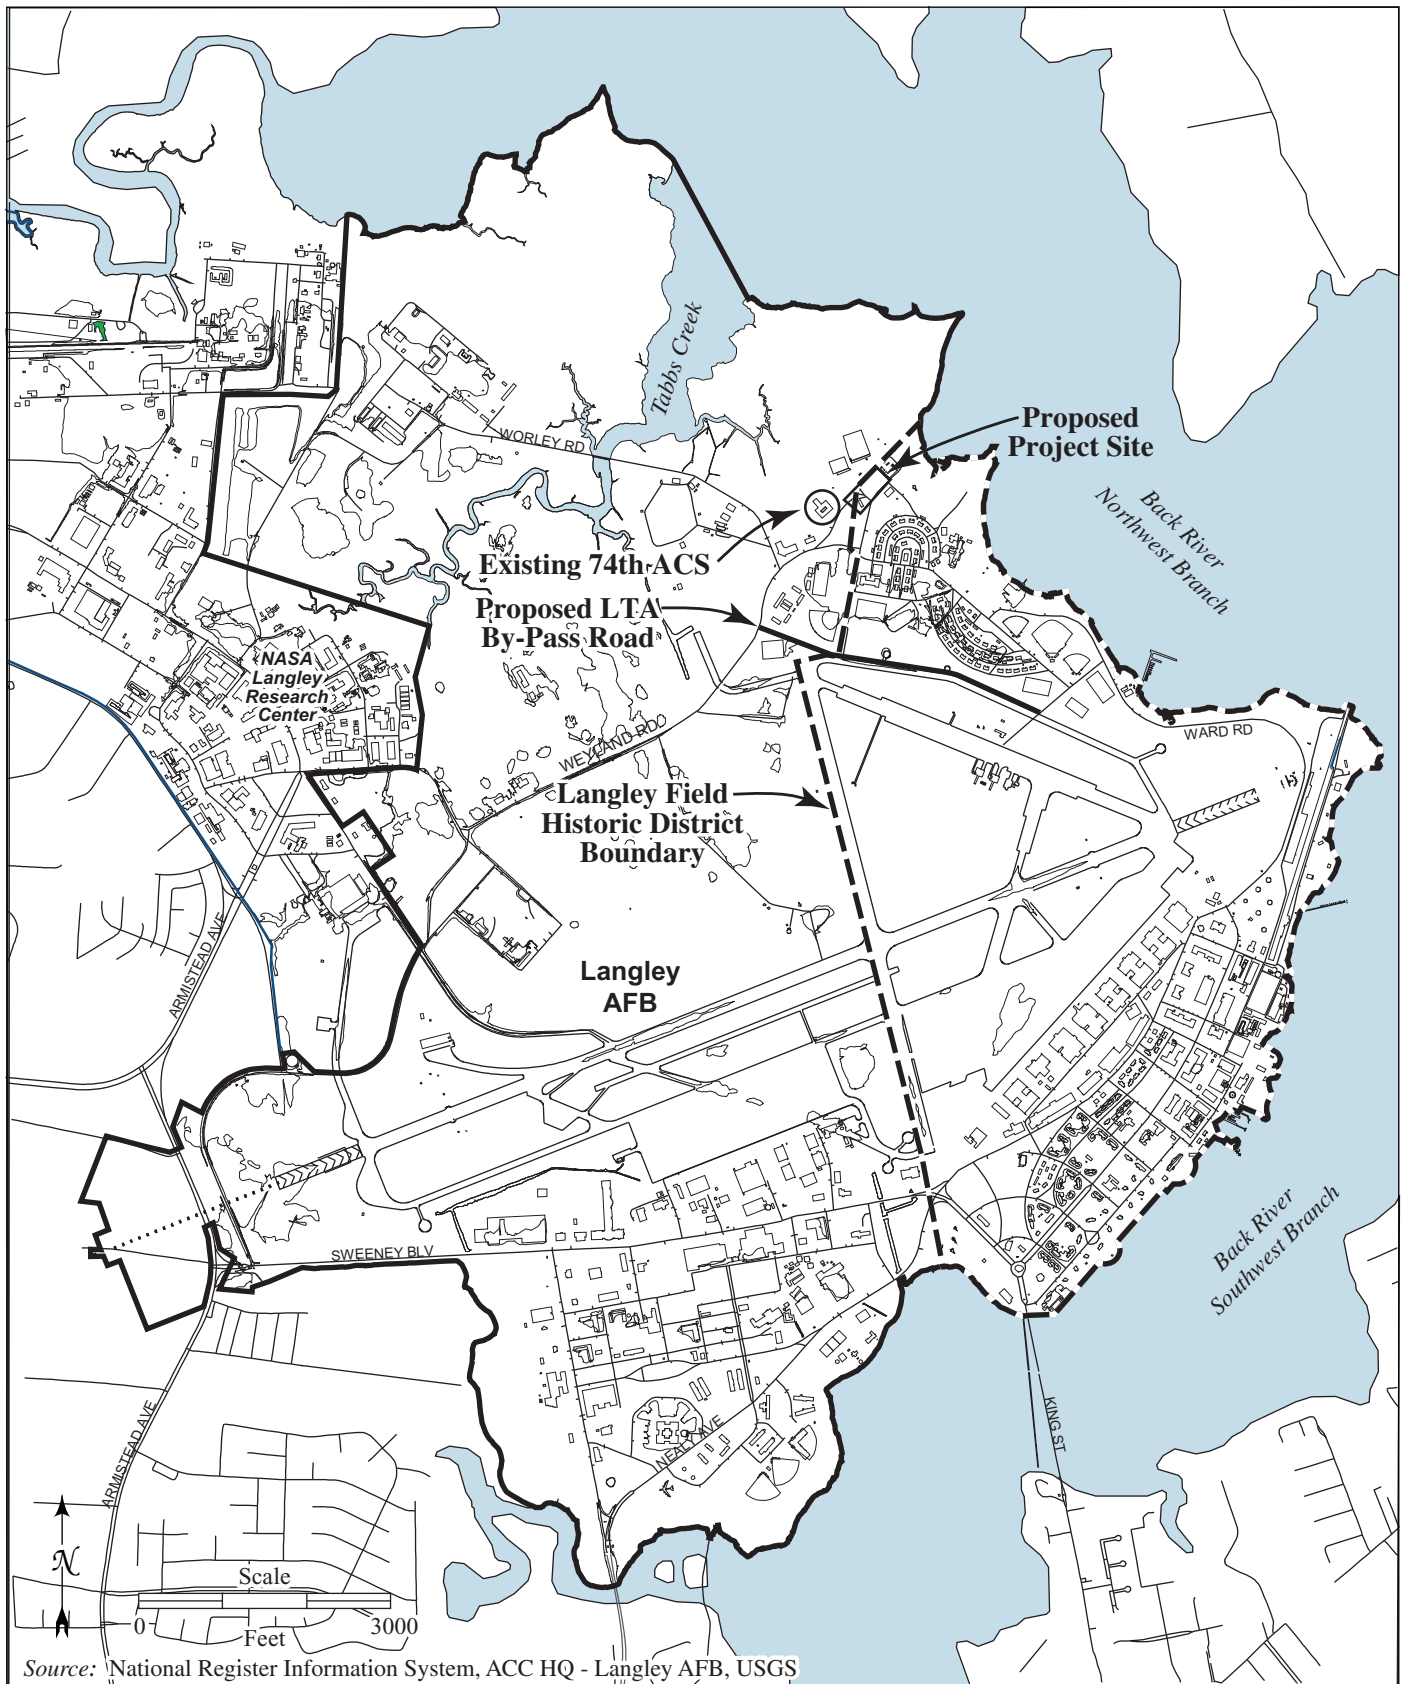 Tabbs Creek
WORLEY RD
Proposed
Project Site
Back River
Northwest Branch
Existing 74th ACS
Proposed LTA
By-Pass Road
NASA
Langley
Research
Center
WEYLAND RD
WARD RD
Langley Field
Historic District
Boundary
ARMISTEAD AVE
Langley
AFB
Back River
Southwest Branch
SWEENEY BLV
NEALY AVE
KING ST
ARMISTEAD AVE
N
Scale
0
3000
Feet
Source: National Register Information System, ACC HQ - Langley AFB, USGS